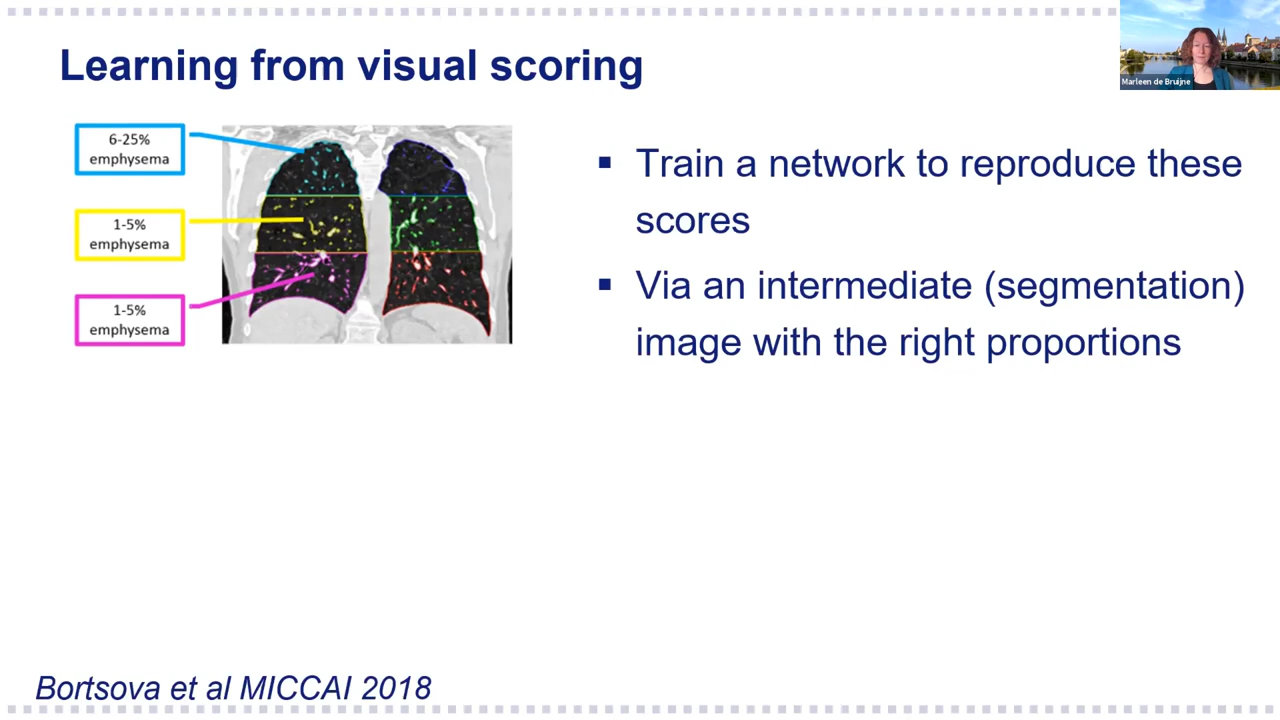 Learning from visual scoring
Marleen de Bruijne
6-25%
emphysema
1-5%
emphysema
1-5%
emphysema
▪ Train a network to reproduce these
scores
▪ Via an intermediate (segmentation)
image with the right proportions
Bortsova et al MICCAI 2018